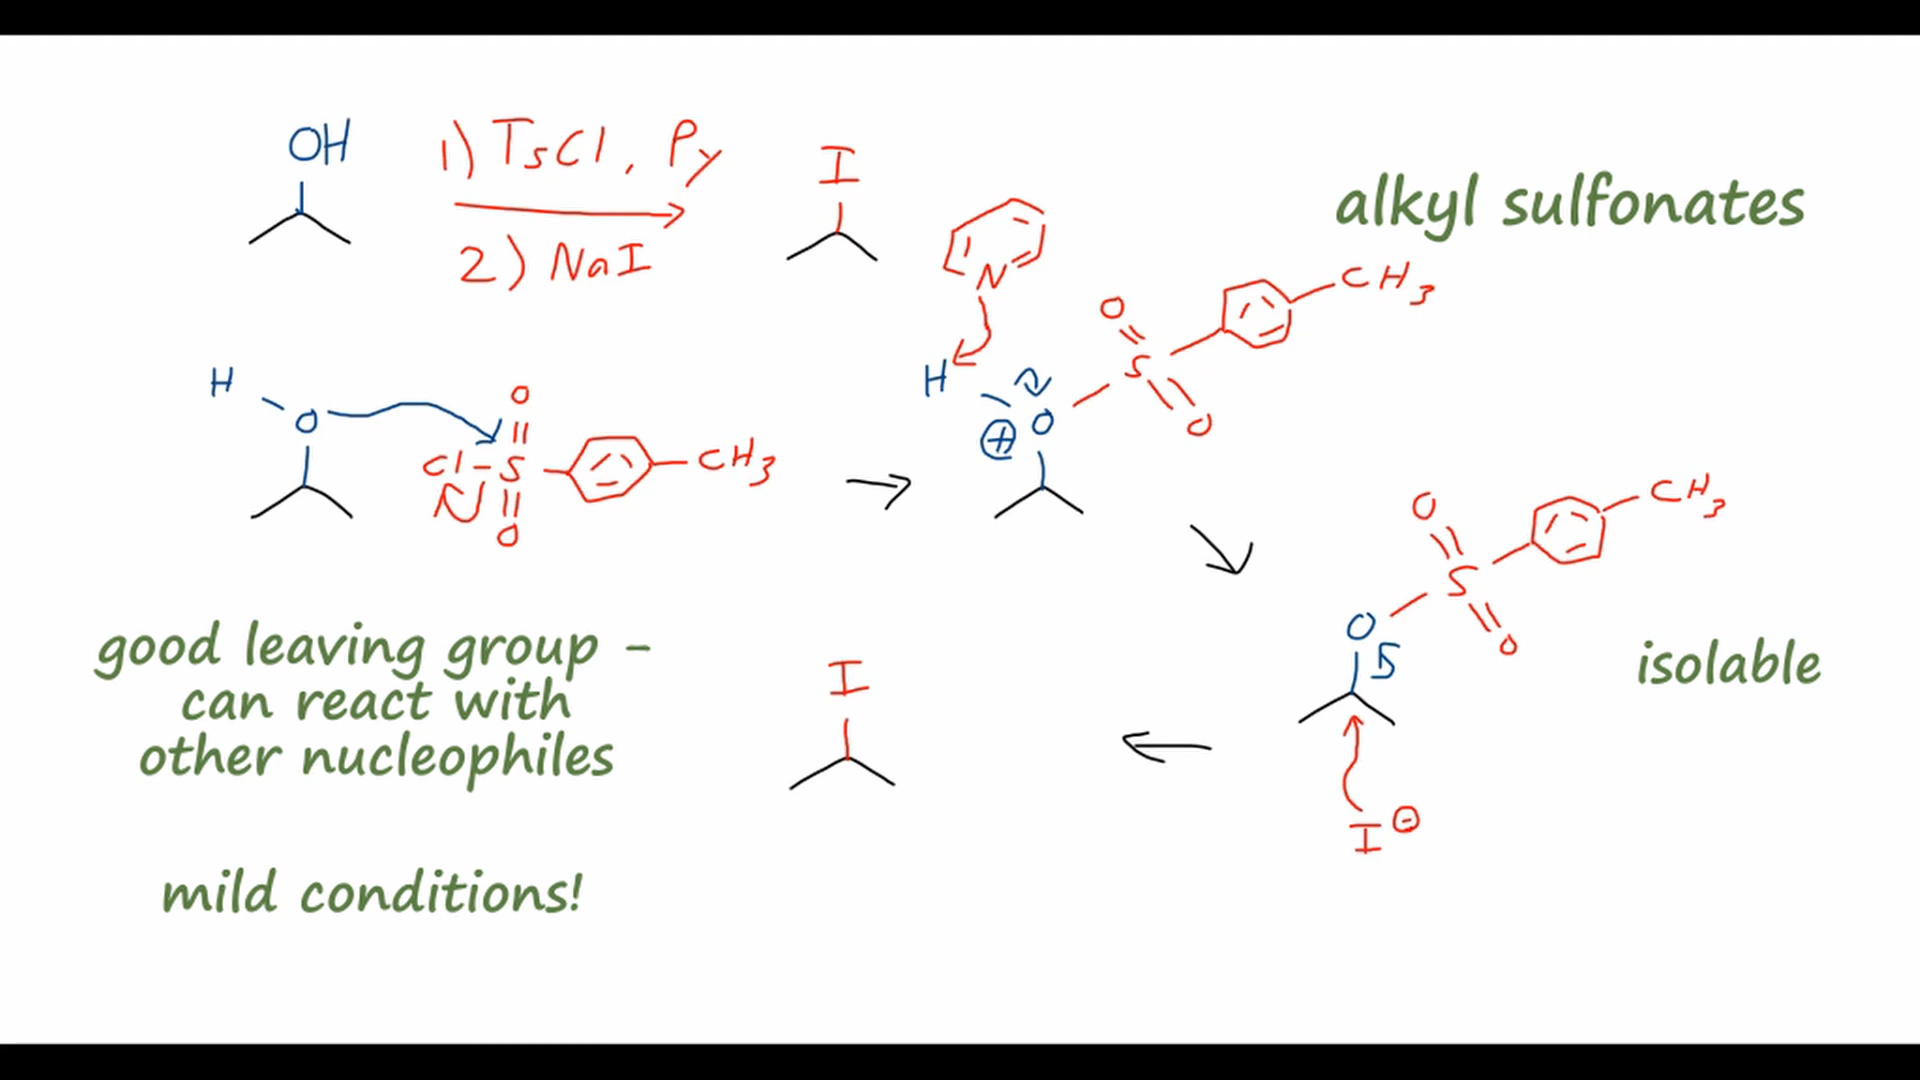 OH
1) TsCl, Py
2) NaI
I
alkyl sulfonates
N
H
⊕ O
O
S
O
CH3
H
O
O
Cl-S
O
CH3
O
S
O
O
CH3
isolable
I ⊖
I
good leaving group -
can react with
other nucleophiles
mild conditions!